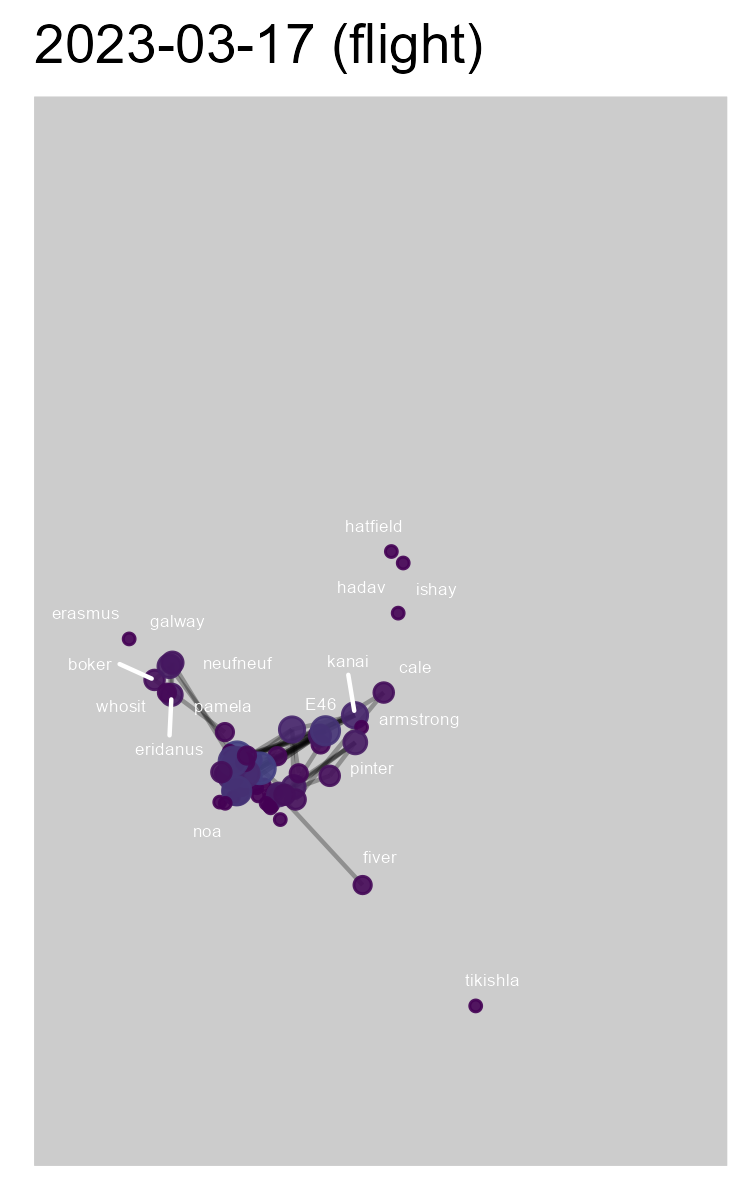 2023-03-17 (flight)
hatfield
hadav
ishay
erasmus
galway
boker
neufneuf
kanai
cale
whosit
pamela
E46
armstrong
eridanus
pinter
noa
fiver
tikishla